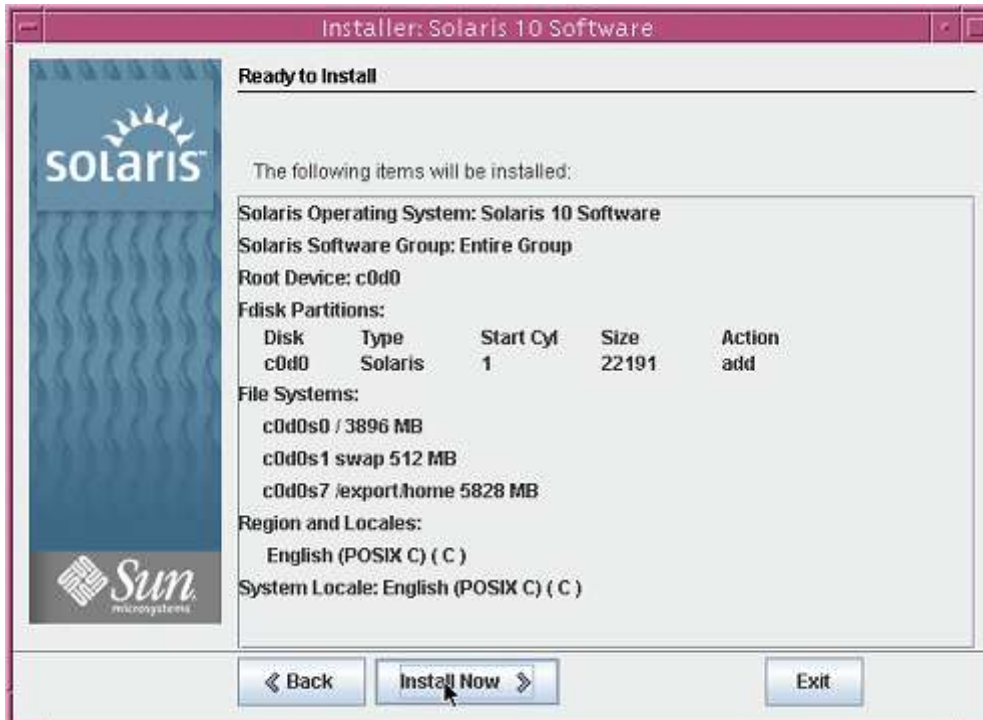 Installer: Solaris 10 Software
solaris™
Sun
microsystems
Ready to Install
The following items will be installed:
Solaris Operating System: Solaris 10 Software
Solaris Software Group: Entire Group
Root Device: c0d0
Fdisk Partitions:
Disk Type Start Cyl Size Action
c0d0 Solaris 1 22191 add
File Systems:
c0d0s0 / 3896 MB
c0d0s1 swap 512 MB
c0d0s7 /export/home 5828 MB
Region and Locales:
English (POSIX C) ( C )
System Locale: English (POSIX C) ( C )
Back
Install Now
Exit